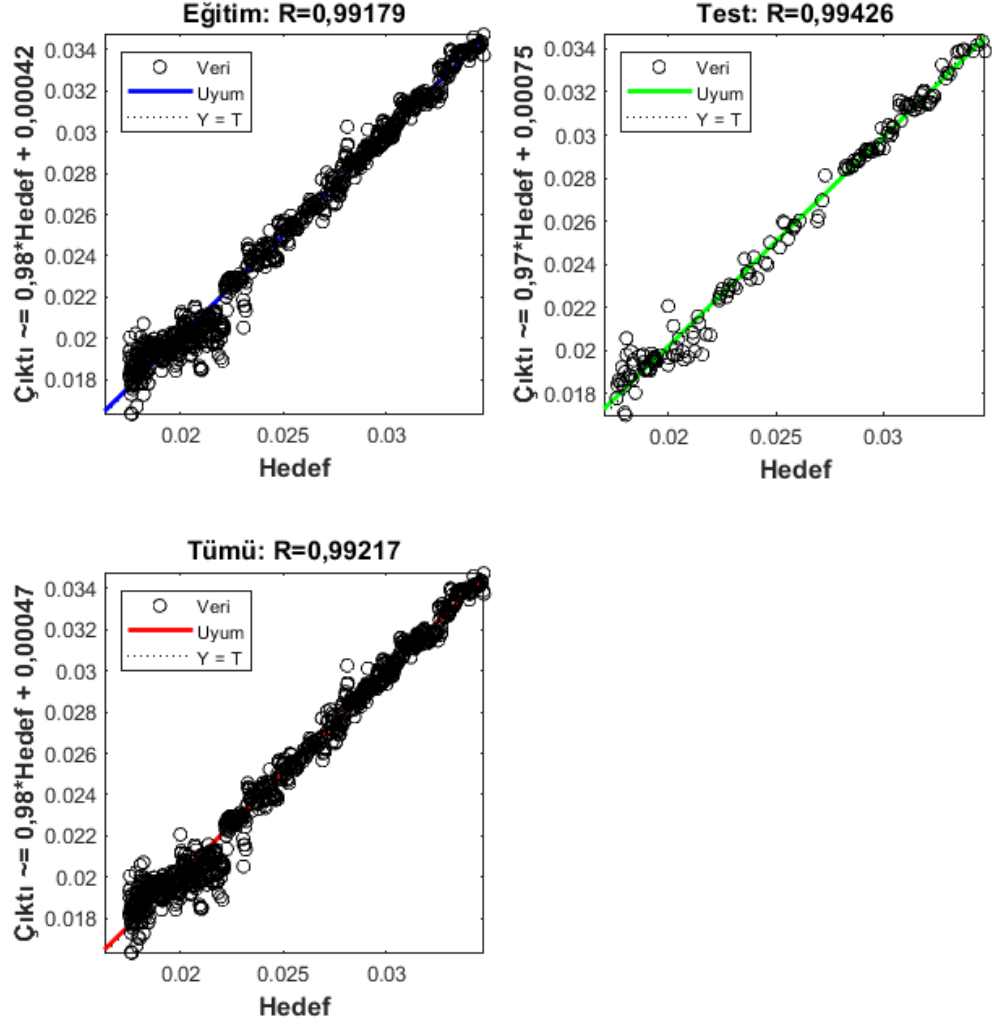 Eğitim: R=0,99179
Çıktı ~= 0,98*Hedef + 0,00042
0.034
0.032
0.03
0.028
0.026
0.024
0.022
0.02
0.018
Veri
Uyum
Y = T
0.02
0.025
0.03
Hedef
Test: R=0,99426
Çıktı ~= 0,97*Hedef + 0,00075
0.034
0.032
0.03
0.028
0.026
0.024
0.022
0.02
0.018
Veri
Uyum
Y = T
0.02
0.025
0.03
Hedef
Tümü: R=0,99217
Çıktı ~= 0,98*Hedef + 0,00047
0.034
0.032
0.03
0.028
0.026
0.024
0.022
0.02
0.018
Veri
Uyum
Y = T
0.02
0.025
0.03
Hedef